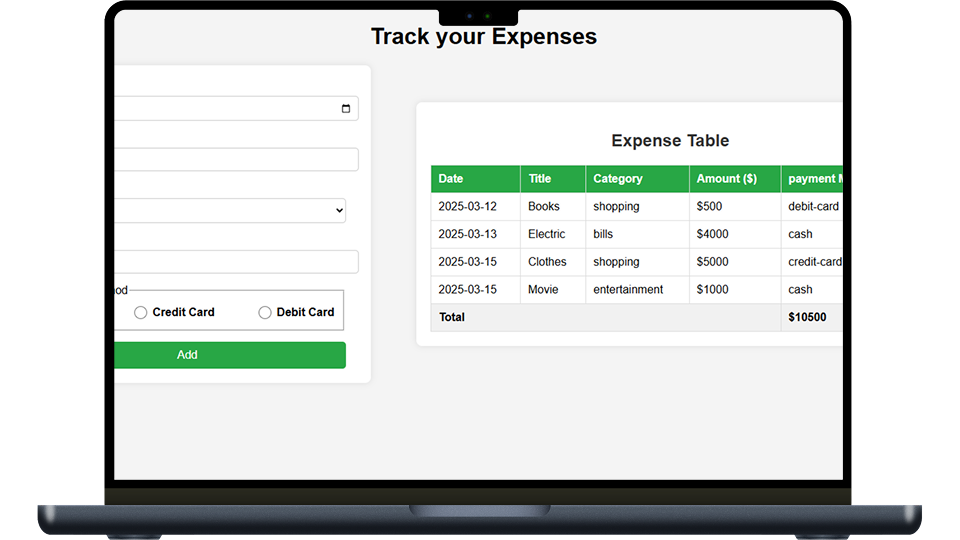 Track your Expenses
Credit Card
Debit Card
Add
Expense Table
Date Title Category Amount ($) payment
2025-03-12 Books shopping $500 debit-card
2025-03-13 Electric bills $4000 cash
2025-03-15 Clothes shopping $5000 credit-card
2025-03-15 Movie entertainment $1000 cash
Total $10500